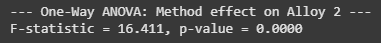 --- One-Way ANOVA: Method effect on Alloy 2 ---
F-statistic = 16.411, p-value = 0.0000